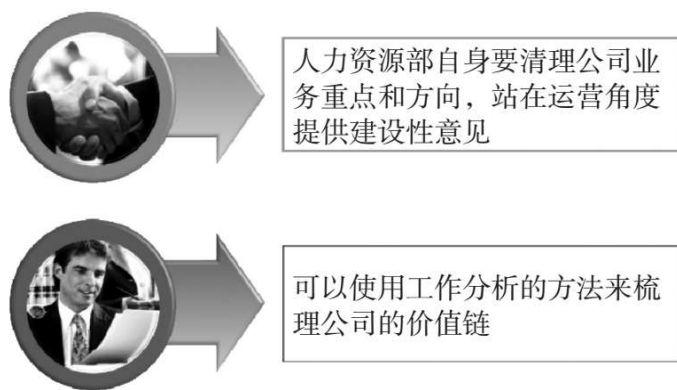 人力资源部自身要清理公司业
务重点和方向，站在运营角度
提供建设性意见
可以使用工作分析的方法来梳
理公司的价值链